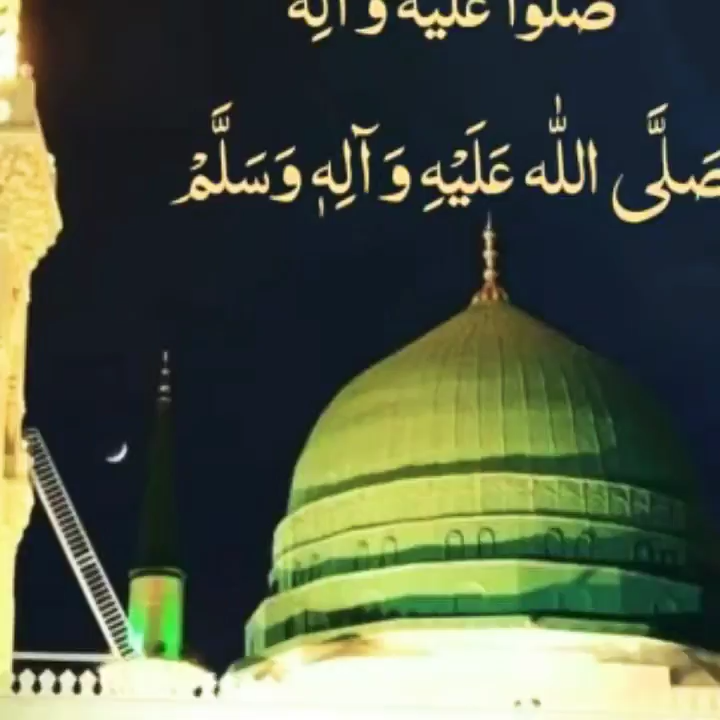 صلوا عليه و آله
صَلَّى اللّٰه عَلَيْهِ وَ آلِهٖ وَسَلَّمْ